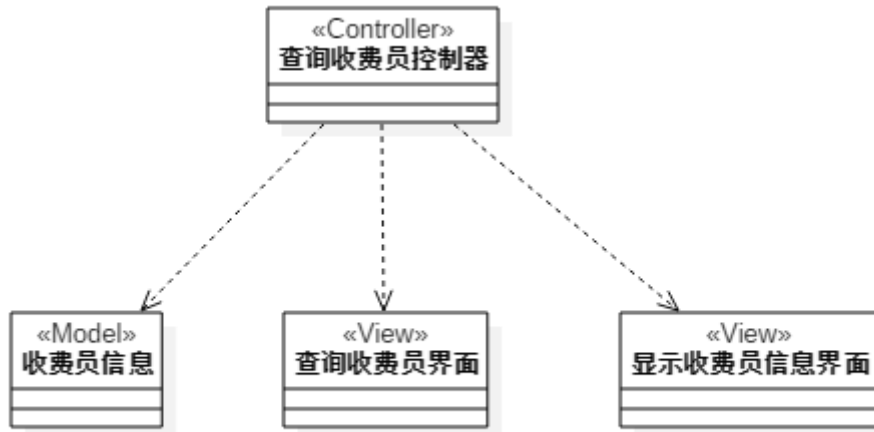 «Controller»
查询收费员控制器
«Model»
收费员信息
«View»
查询收费员界面
«View»
显示收费员信息界面